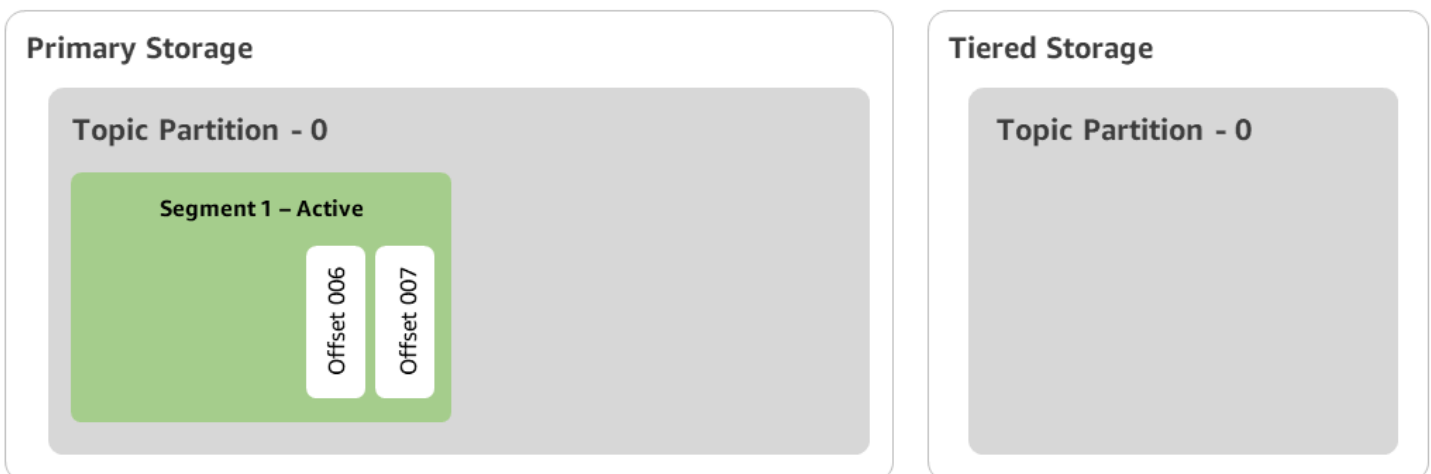 Primary Storage
Topic Partition - 0
Segment 1 – Active
Offset 006
Offset 007
Tiered Storage
Topic Partition - 0